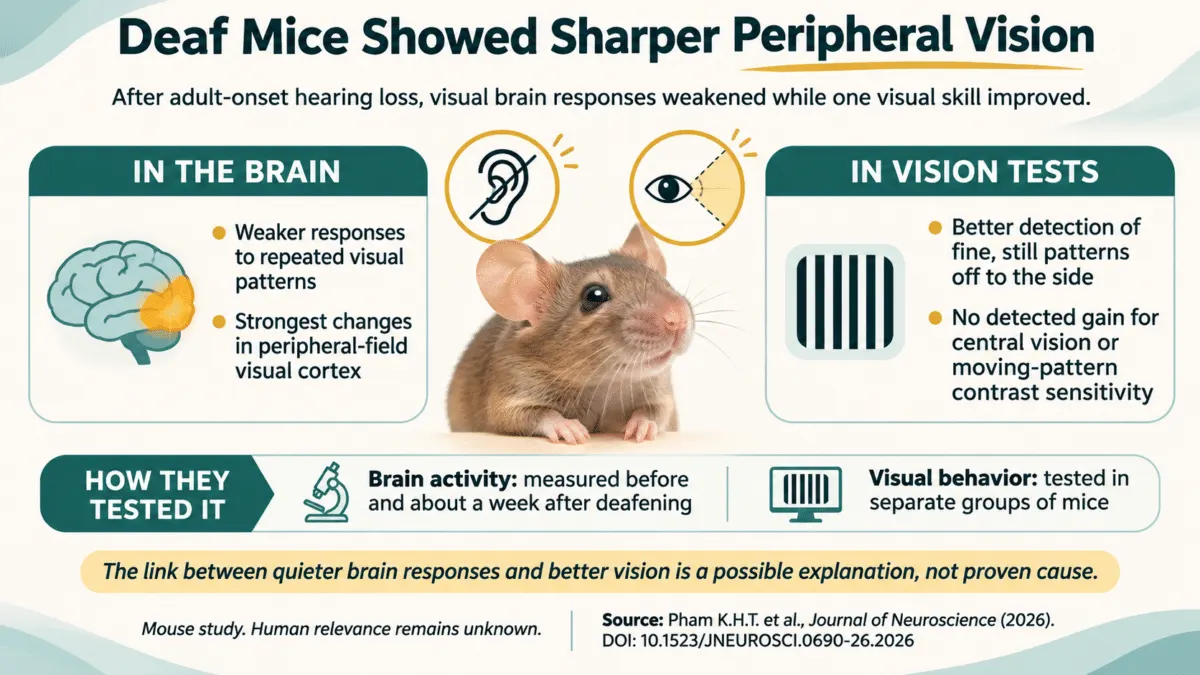 Deaf Mice Showed Sharper Peripheral Vision
After adult-onset hearing loss, visual brain responses weakened while one visual skill improved.
IN THE BRAIN
Weaker responses
to repeated visual
patterns
Strongest changes
in peripheral-field
visual cortex
IN VISION TESTS
Better detection of
fine, still patterns
off to the side
No detected gain for
central vision or
moving-pattern
contrast sensitivity
HOW THEY
TESTED IT
Brain activity: measured before
and about a week after deafening
Visual behavior: tested in
separate groups of mice
The link between quieter brain responses and better vision is a possible explanation, not proven cause.
Mouse study. Human relevance remains unknown.
Source: Pham K.H.T. et al., Journal of Neuroscience (2026).
DOI: 10.1523/JNEUROSCI.0690-26.2026